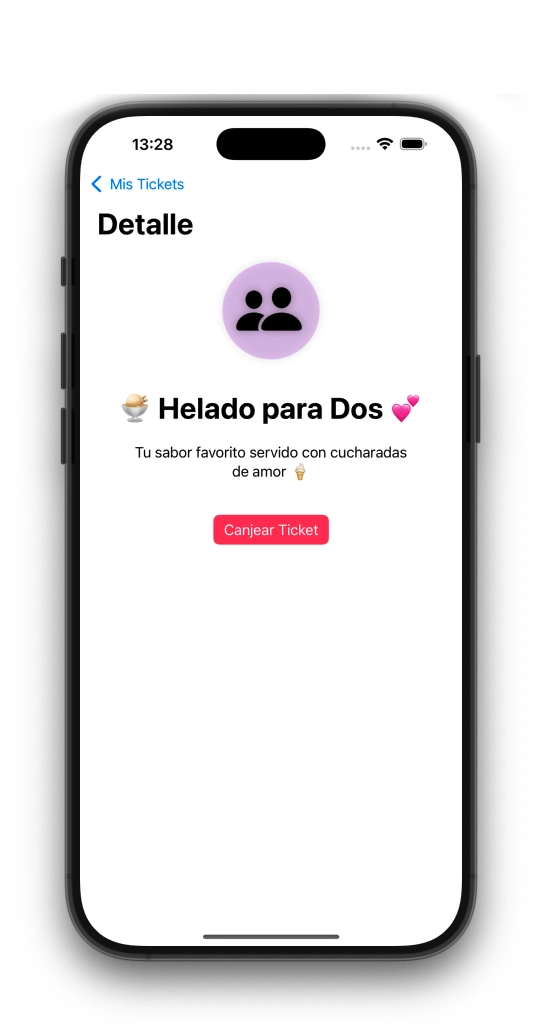 13:28
Mis Tickets
Detalle
🍨 Helado para Dos 💕
Tu sabor favorito servido con cucharadas
de amor 🍦
Canjear Ticket